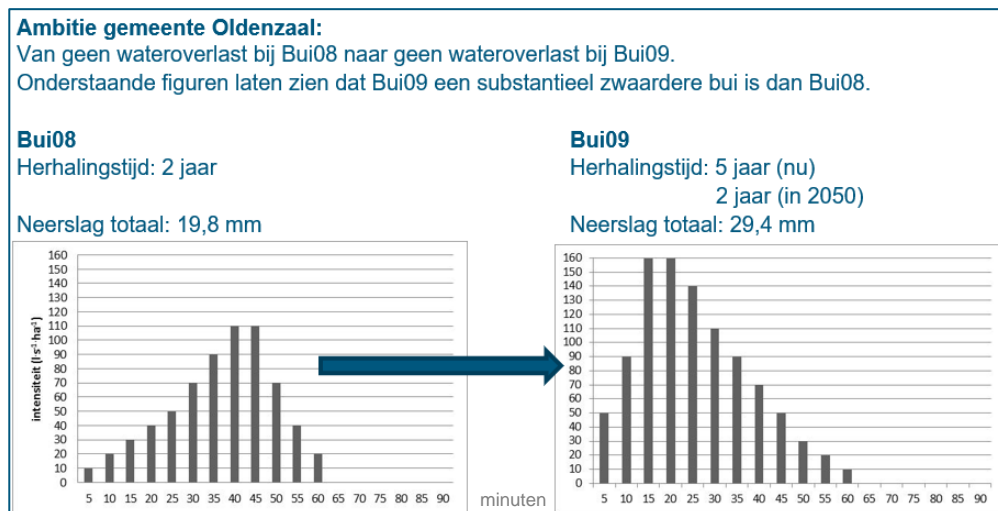 Ambitie gemeente Oldenzaal:
Van geen wateroverlast bij Bui08 naar geen wateroverlast bij Bui09.
Onderstaande figuren laten zien dat Bui09 een substantieel zwaardere bui is dan Bui08.
Bui08
Herhalingstijd: 2 jaar
Neerslag totaal: 19,8 mm
160
150
140
130
120
110
100
90
80
70
60
50
40
30
20
10
0
intensiteit (l·s⁻¹·ha⁻¹)
5 10 15 20 25 30 35 40 45 50 55 60 65 70 75 80 85 90
minuten
Bui09
Herhalingstijd: 5 jaar (nu)
2 jaar (in 2050)
Neerslag totaal: 29,4 mm
160
150
140
130
120
110
100
90
80
70
60
50
40
30
20
10
0
5 10 15 20 25 30 35 40 45 50 55 60 65 70 75 80 85 90